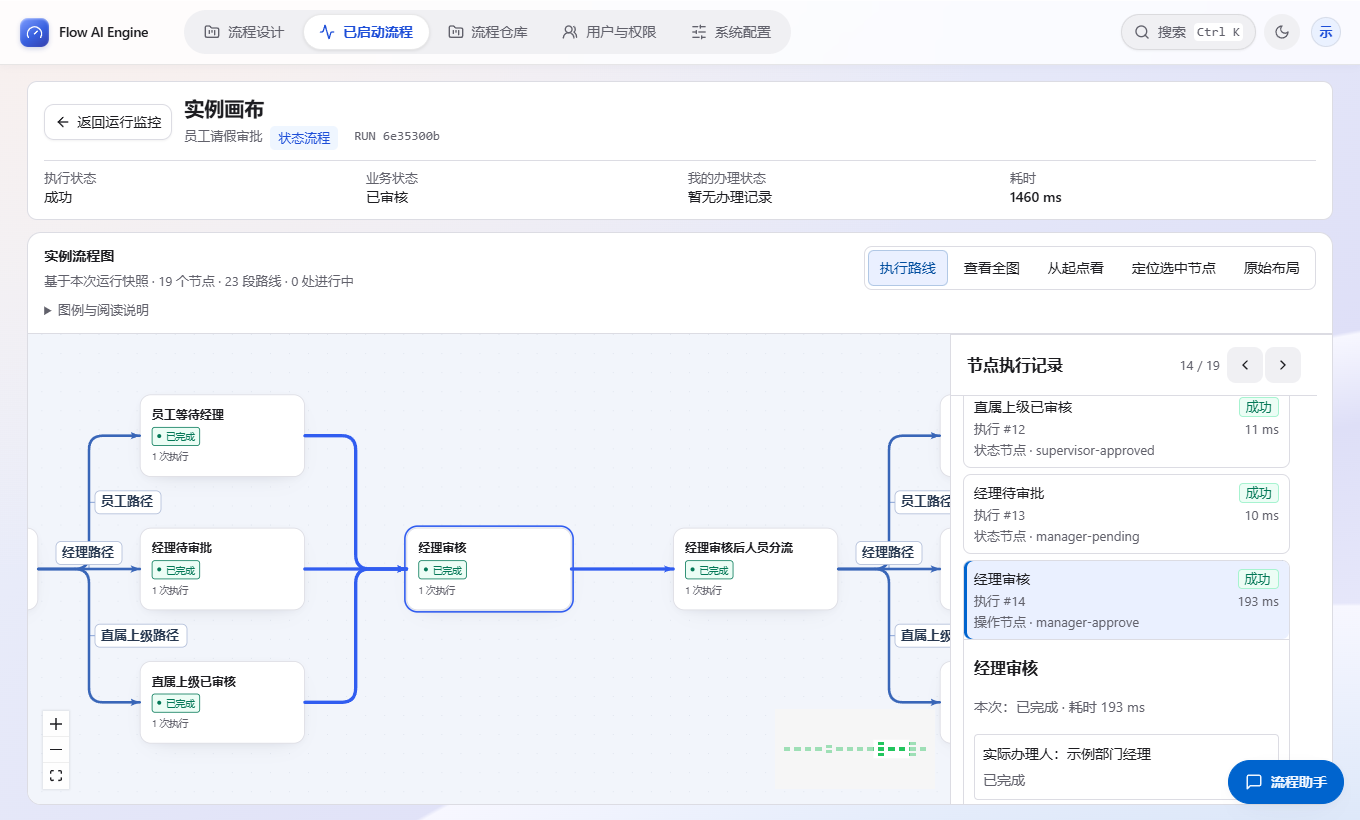 Flow AI Engine
流程设计
已启动流程
流程仓库
用户与权限
系统配置
搜索 Ctrl K
示
返回运行监控
实例画布
员工请假审批 状态流程 RUN 6e35300b
执行状态
成功
业务状态
已审核
我的办理状态
暂无办理记录
耗时
1460 ms
实例流程图
基于本次运行快照 · 19 个节点 · 23 段路线 · 0 处进行中
图例与阅读说明
执行路线
查看全图
从起点看
定位选中节点
原始布局
员工等待经理
已完成
1 次执行
员工路径
经理路径
经理待审批
已完成
1 次执行
直属上级路径
直属上级已审核
已完成
1 次执行
经理审核
已完成
1 次执行
经理审核后人员分流
已完成
1 次执行
员工路径
经理路径
直属上级
节点执行记录
14 / 19
直属上级已审核 成功
执行 #12 11 ms
状态节点 · supervisor-approved
经理待审批 成功
执行 #13 10 ms
状态节点 · manager-pending
经理审核 成功
执行 #14 193 ms
操作节点 · manager-approve
经理审核
本次：已完成 · 耗时 193 ms
实际办理人：示例部门经理
已完成
流程助手